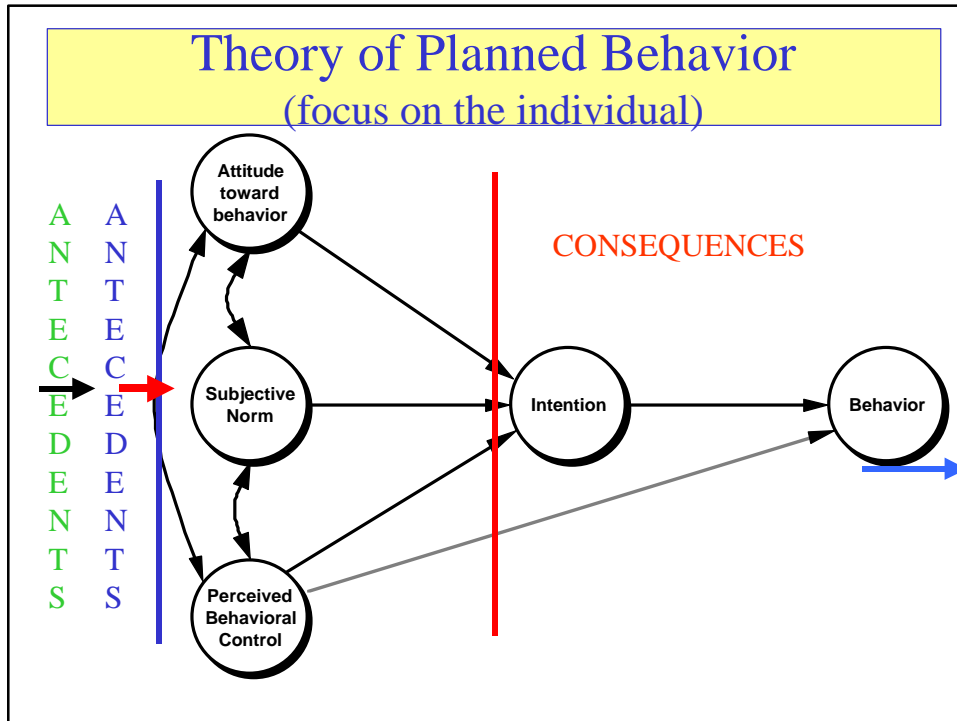 Theory of Planned Behavior
(focus on the individual)
ANTECEDENTS
ANTECEDENTS
Attitude
toward
behavior
CONSEQUENCES
Subjective
Norm
Intention
Behavior
Perceived
Behavioral
Control